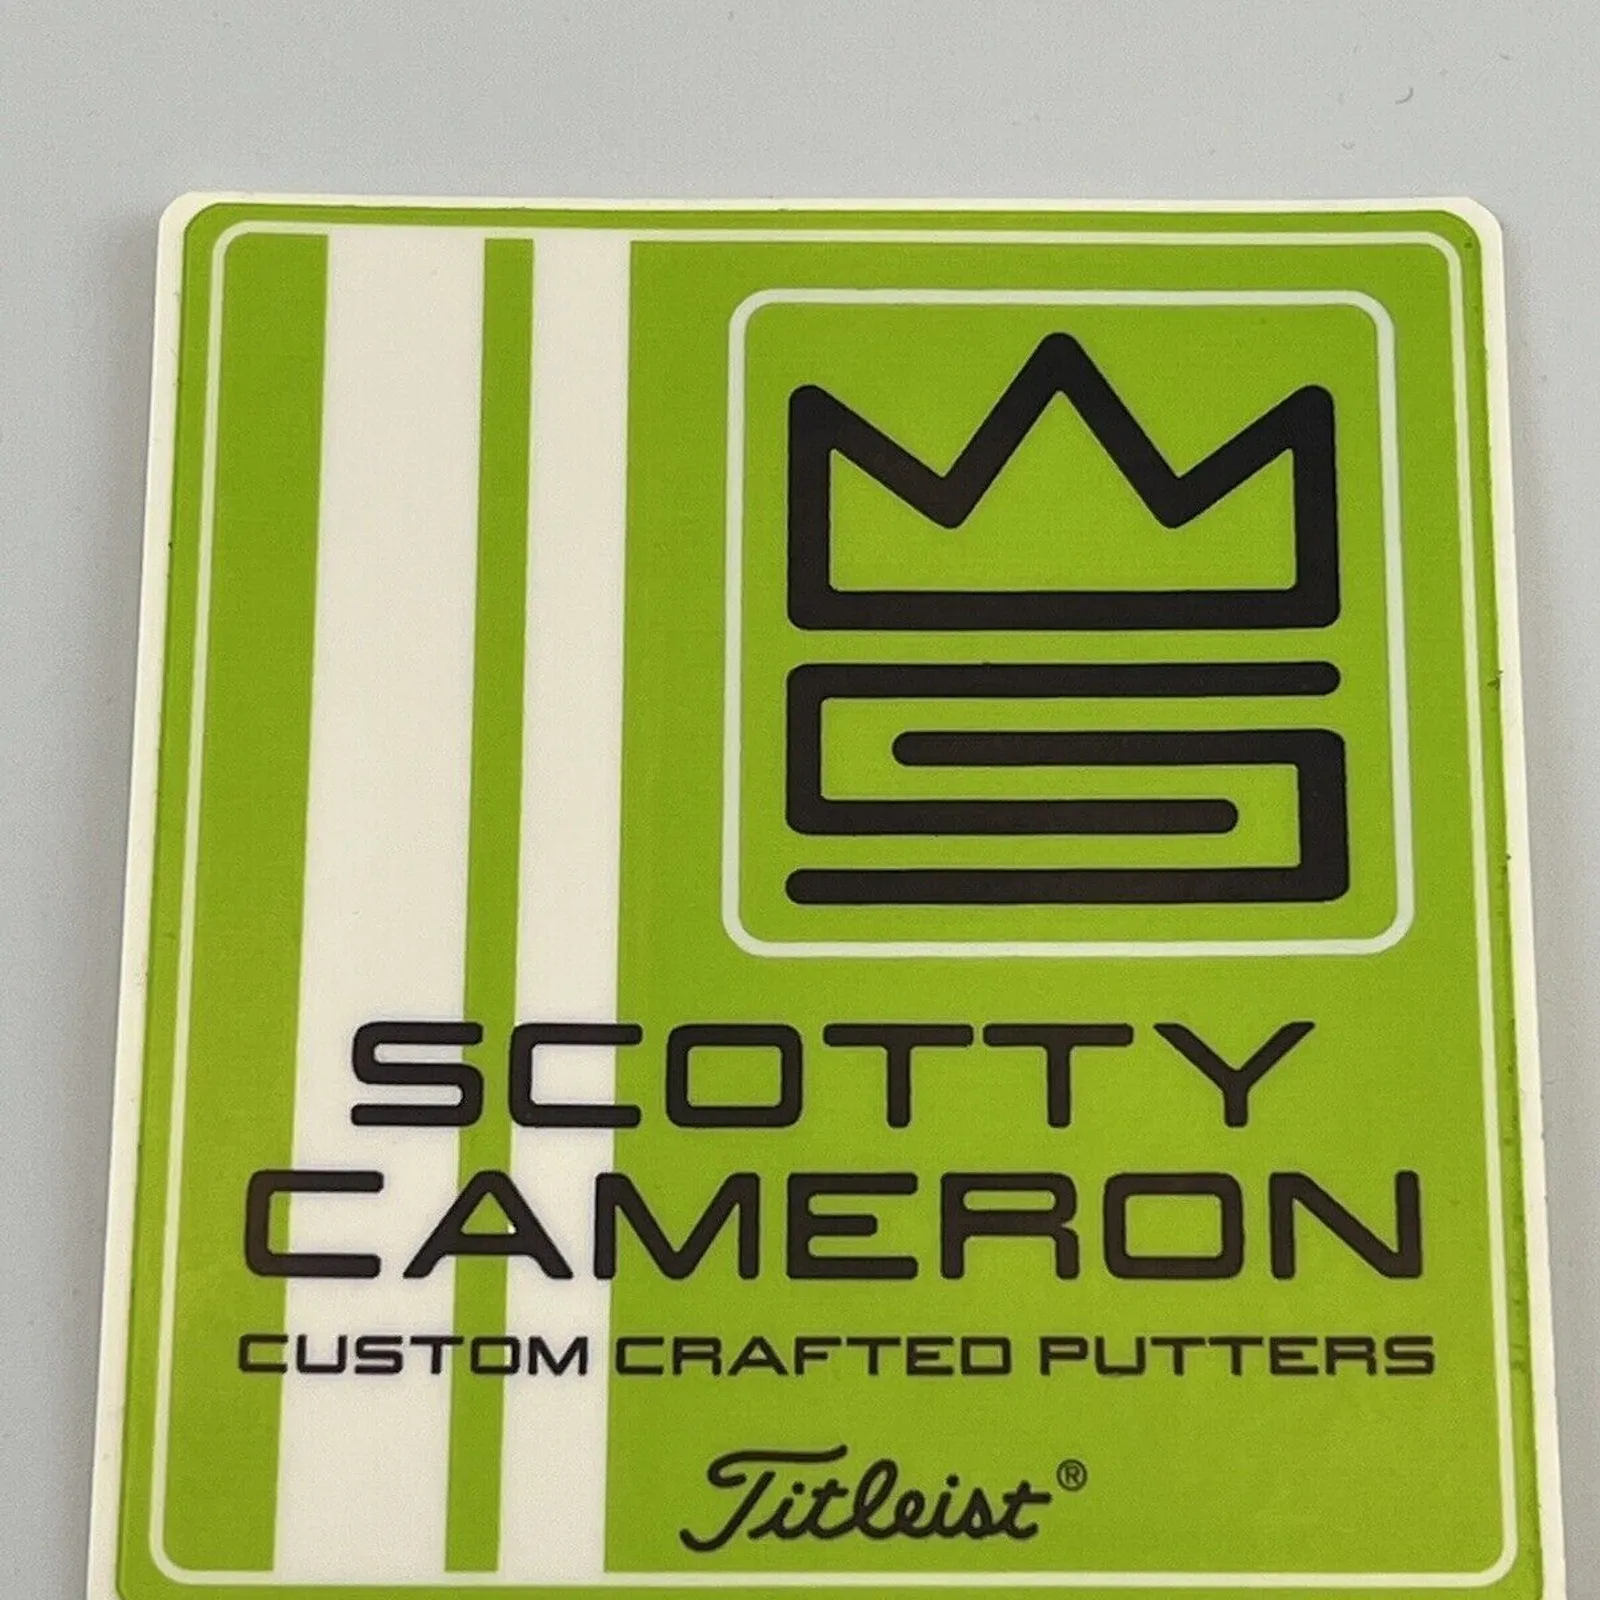 SCOTTY
CAMERON
CUSTOM CRAFTED PUTTERS
Titleist®